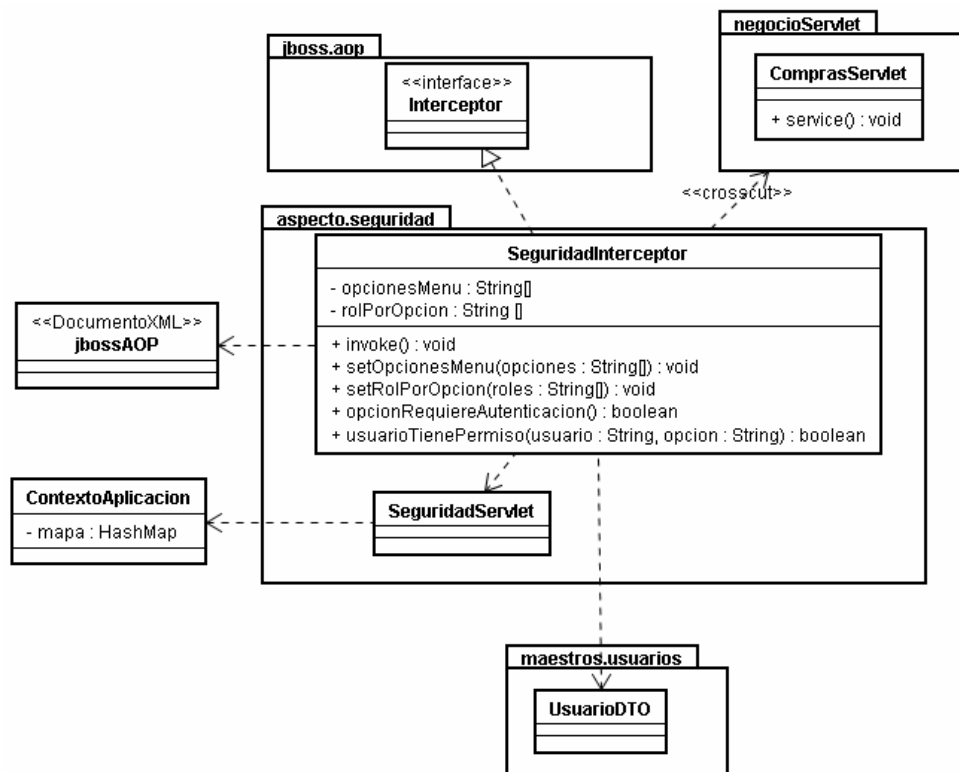 negocioServlet
jboss.aop
ComprasServlet
+ service() : void
<<interface>>
Interceptor
<<crosscut>>
aspecto.seguridad
SeguridadInterceptor
- opcionesMenu : String[]
- rolPorOpcion : String []
+ invoke() : void
+ setOpcionesMenu(opciones : String[]) : void
+ setRolPorOpcion(roles : String[]) : void
+ opcionRequiereAutenticacion() : boolean
+ usuarioTienePermiso(usuario : String, opcion : String) : boolean
<<DocumentoXML>>
jbossAOP
ContextoAplicacion
- mapa : HashMap
SeguridadServlet
maestros.usuarios
UsuarioDTO